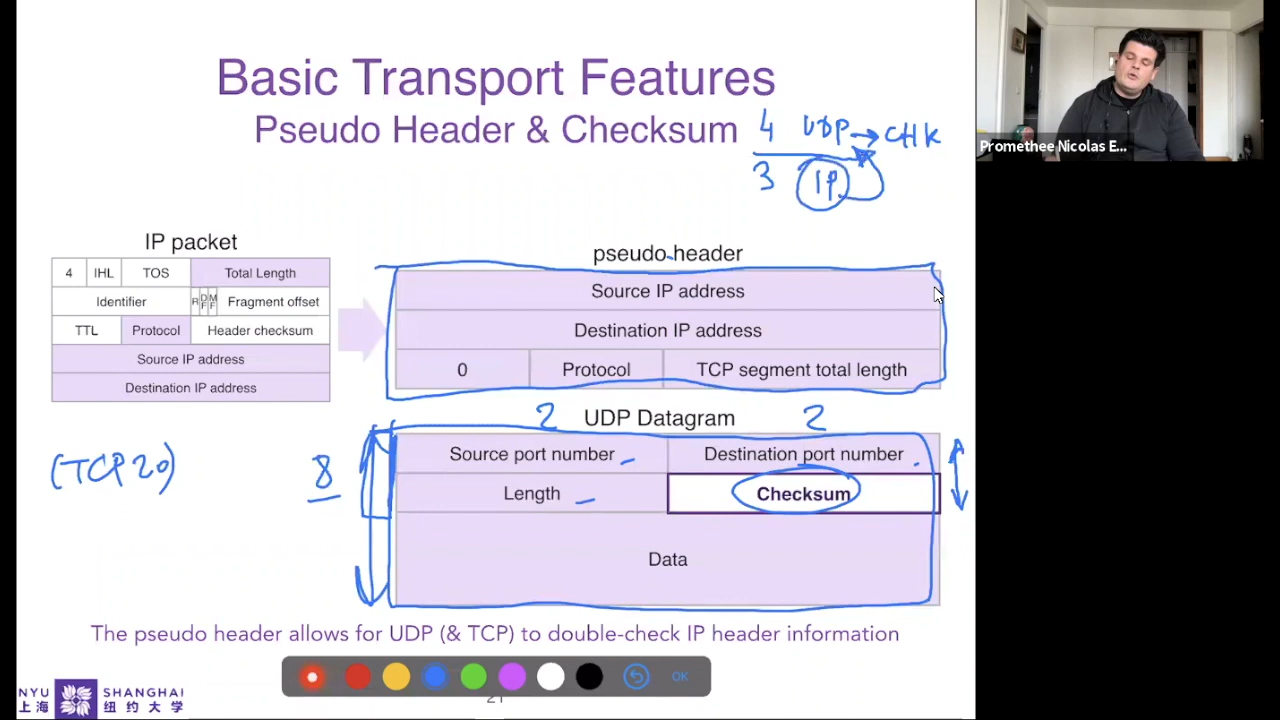 Basic Transport Features
Pseudo Header & Checksum
4 UDP → CHK
3 IP
Promethee Nicolas E...
IP packet
4 IHL TOS Total Length
Identifier R DF MF Fragment offset
TTL Protocol Header checksum
Source IP address
Destination IP address
pseudo-header
Source IP address
Destination IP address
0 Protocol TCP segment total length
2 UDP Datagram 2
Source port number Destination port number
Length Checksum
Data
(TCP 20) 8
The pseudo header allows for UDP (& TCP) to double-check IP header information
OK
21
NYU SHANGHAI
上海 纽约大学